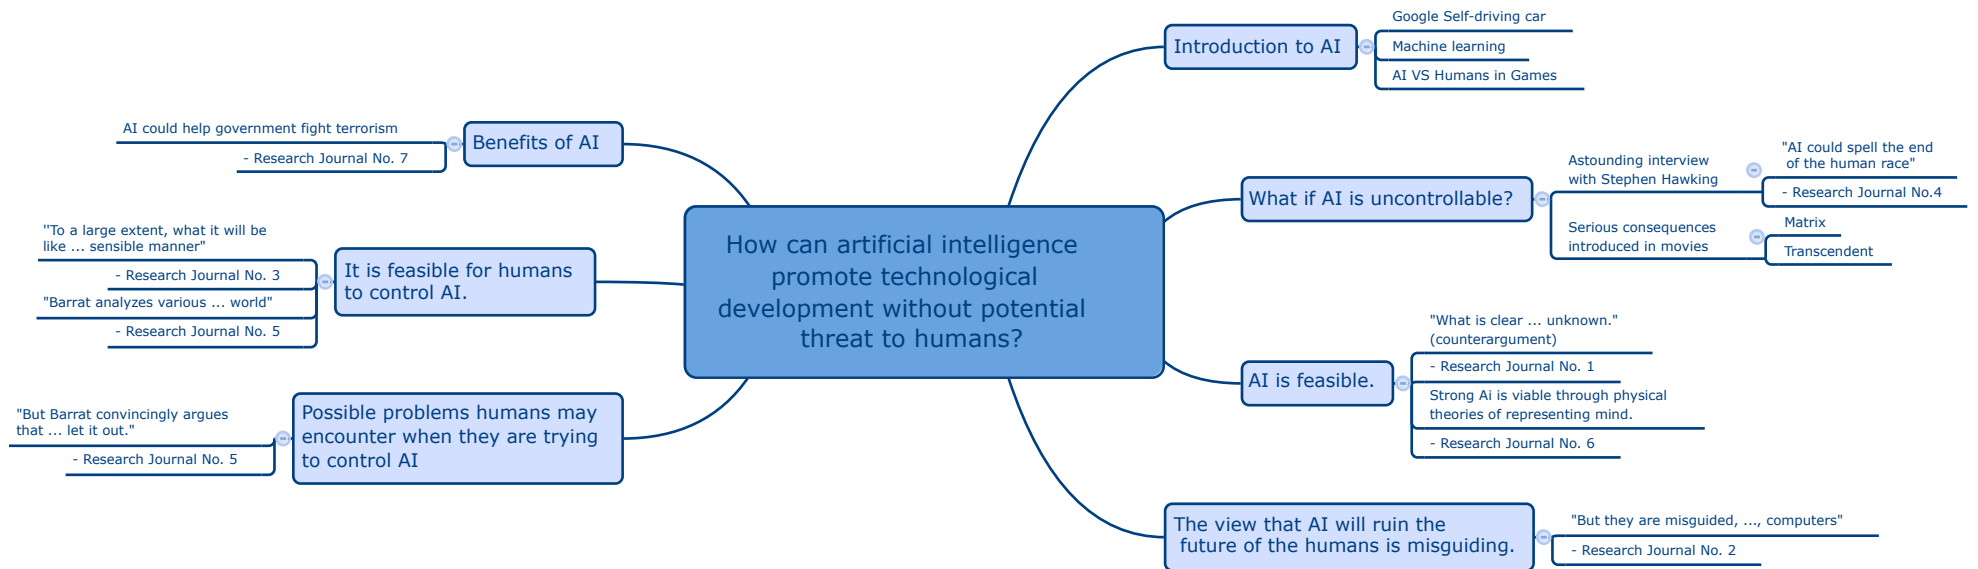 How can artificial intelligence
promote technological
development without potential
threat to humans?
Introduction to AI
Google Self-driving car
Machine learning
AI VS Humans in Games
What if AI is uncontrollable?
Astounding interview
with Stephen Hawking
"AI could spell the end
of the human race"
- Research Journal No.4
Serious consequences
introduced in movies
Matrix
Transcendent
AI is feasible.
"What is clear ... unknown."
(counterargument)
- Research Journal No. 1
Strong Ai is viable through physical
theories of representing mind.
- Research Journal No. 6
The view that AI will ruin the
future of the humans is misguiding.
"But they are misguided, ..., computers"
- Research Journal No. 2
Benefits of AI
AI could help government fight terrorism
- Research Journal No. 7
It is feasible for humans
to control AI.
"To a large extent, what it will be
like ... sensible manner"
- Research Journal No. 3
"Barrat analyzes various ... world"
- Research Journal No. 5
Possible problems humans may
encounter when they are trying
to control AI
"But Barrat convincingly argues
that ... let it out."
- Research Journal No. 5